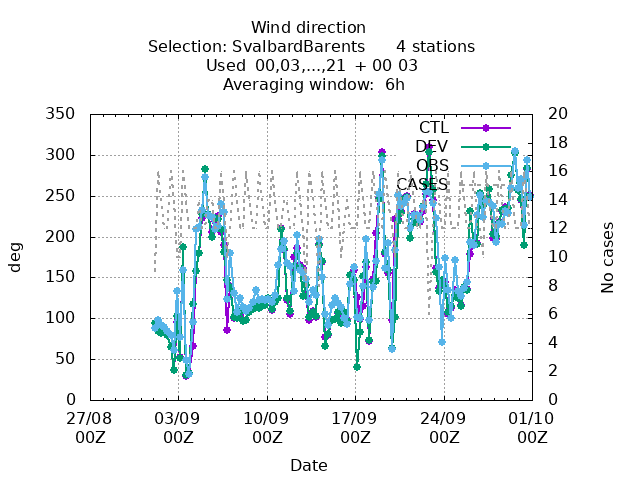 Wind direction
Selection: SvalbardBarents 4 stations
Used 00,03,...,21 + 00 03
Averaging window: 6h
350 20
300 18
250 16
200 14
150 12
100 10
50 8
0 6
4
2
0
deg
No cases
CTL
DEV
OBS
CASES
27/08 03/09 10/09 17/09 24/09 01/10
00Z 00Z 00Z 00Z 00Z 00Z
Date